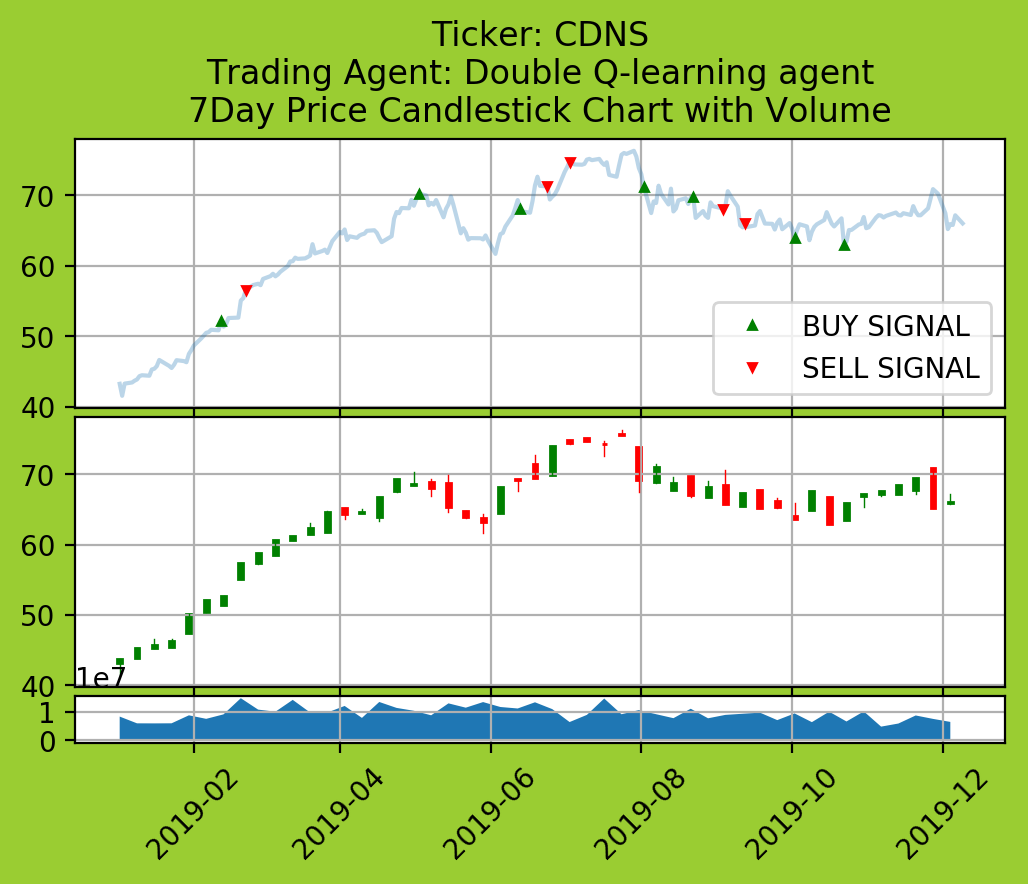 Ticker: CDNS
Trading Agent: Double Q-learning agent
7Day Price Candlestick Chart with Volume
70
60
50
40
BUY SIGNAL
SELL SIGNAL
70
60
50
40
1e7
1
0
2019-02
2019-04
2019-06
2019-08
2019-10
2019-12